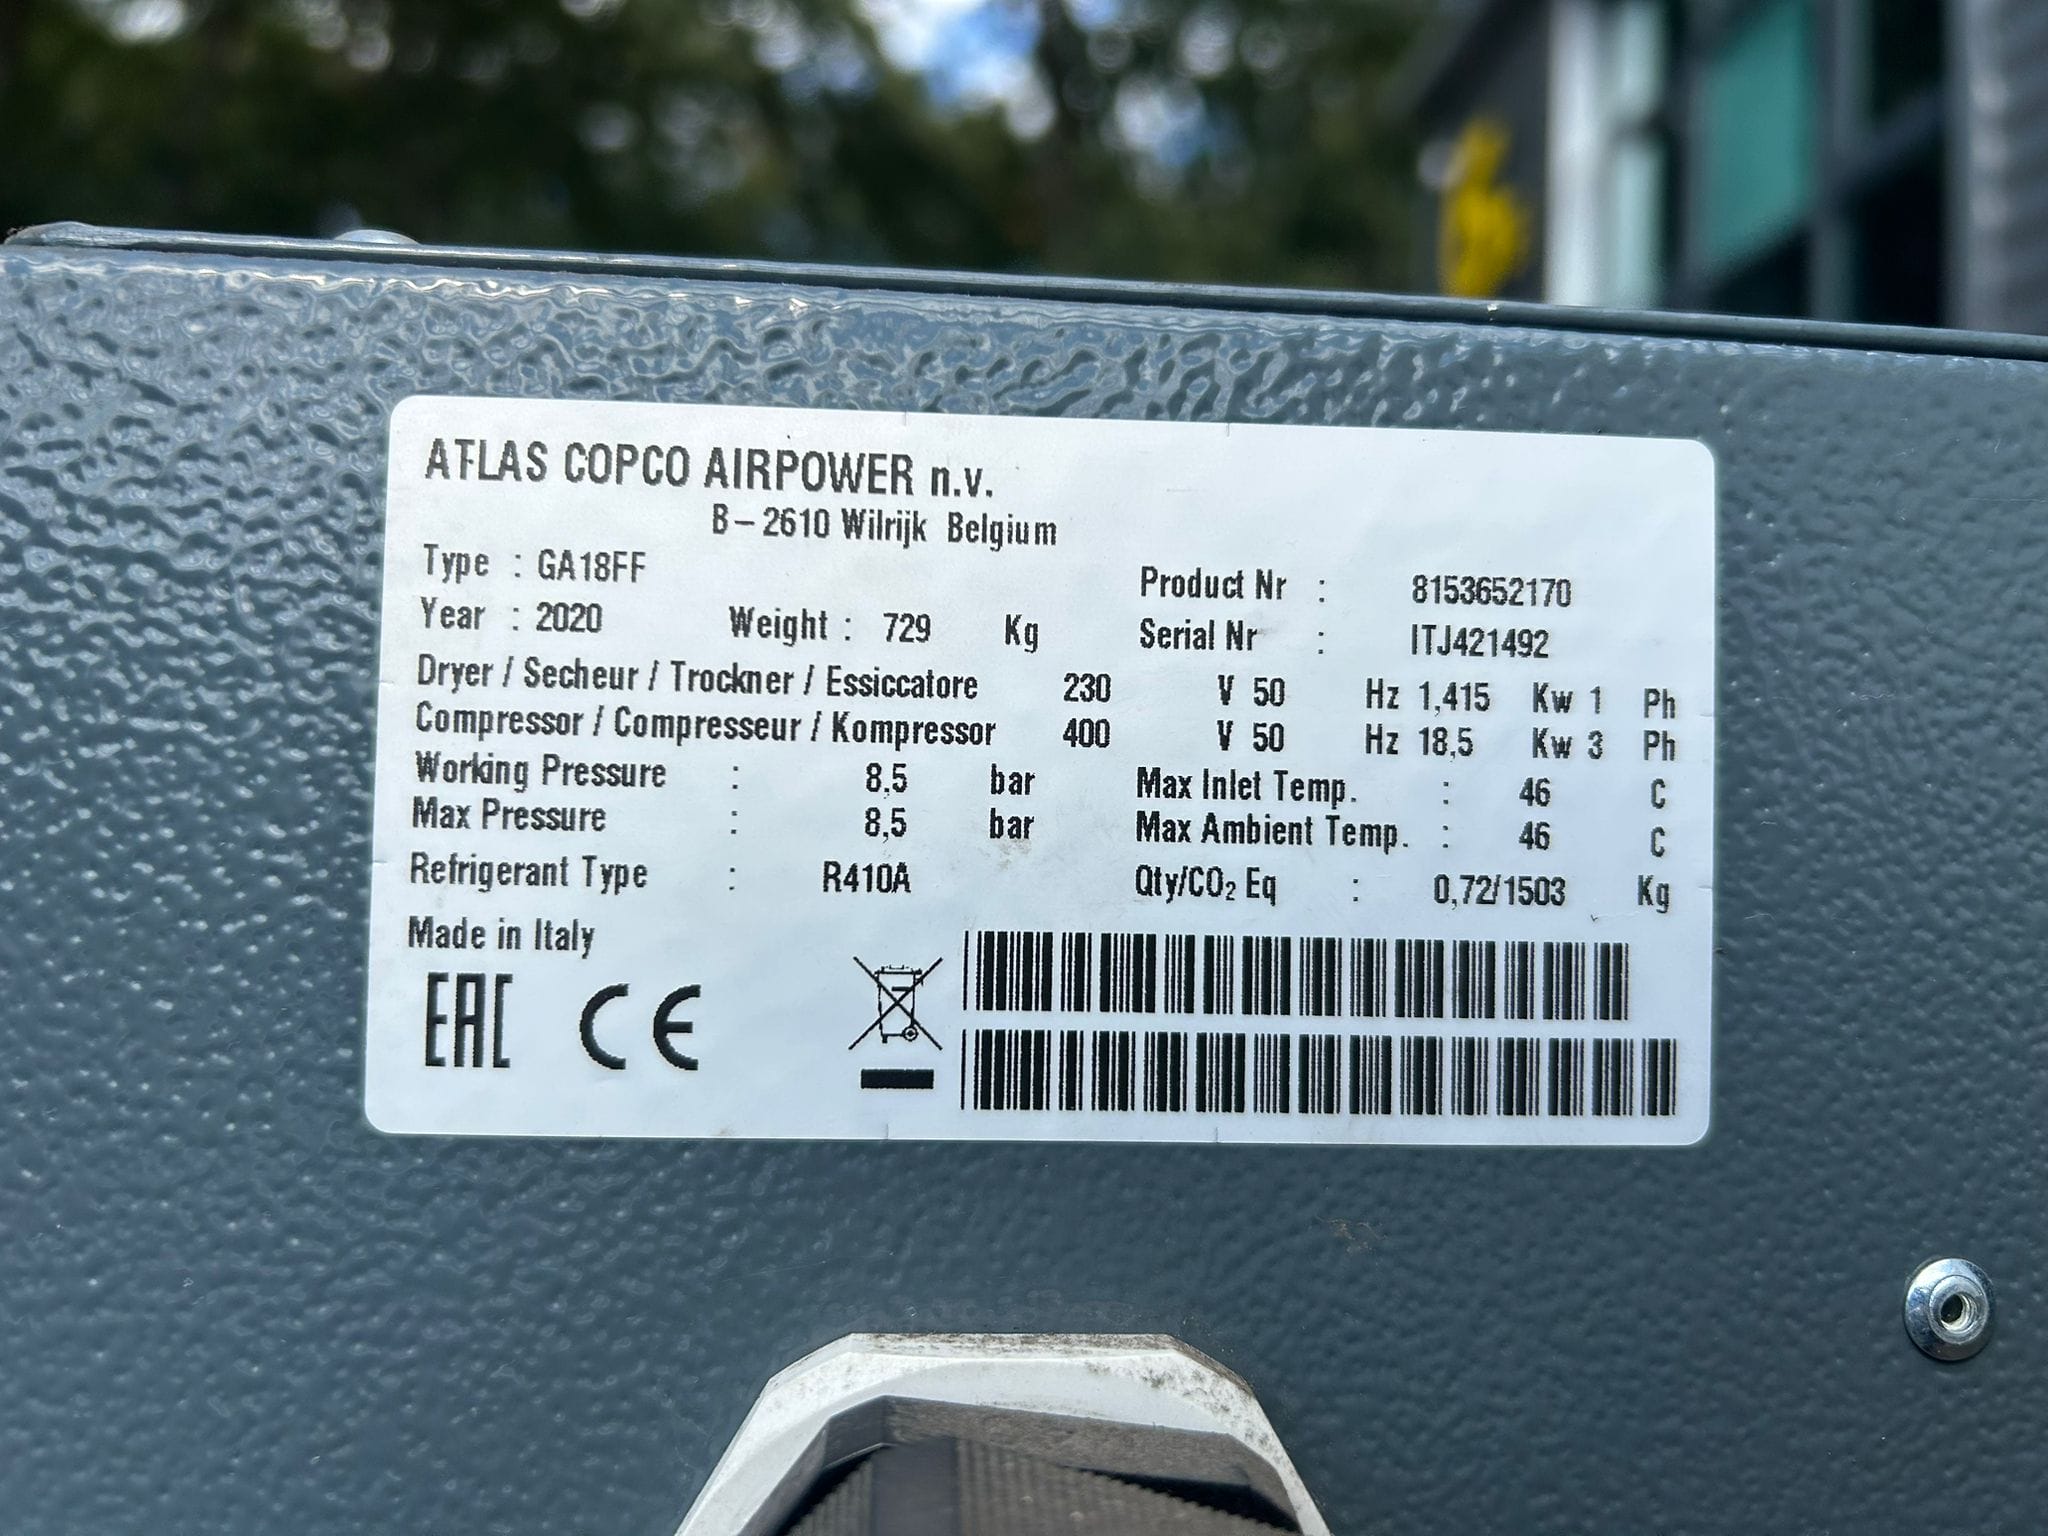 ATLAS COPCO AIRPOWER n.v.
B-2610 Wilrijk Belgium
Type : GA18FF
Product Nr : 8153652170
Year : 2020 Weight : 729 Kg
Serial Nr : ITJ421492
Dryer / Secheur / Trockner / Essiccatore 230 V 50 Hz 1,415 Kw 1 Ph
Compressor / Compresseur / Kompressor 400 V 50 Hz 18,5 Kw 3 Ph
Working Pressure : 8,5 bar Max Inlet Temp. : 46 C
Max Pressure : 8,5 bar Max Ambient Temp. : 46 C
Refrigerant Type : R410A Qty/CO₂ Eq : 0,72/1503 Kg
Made in Italy
EAC CE